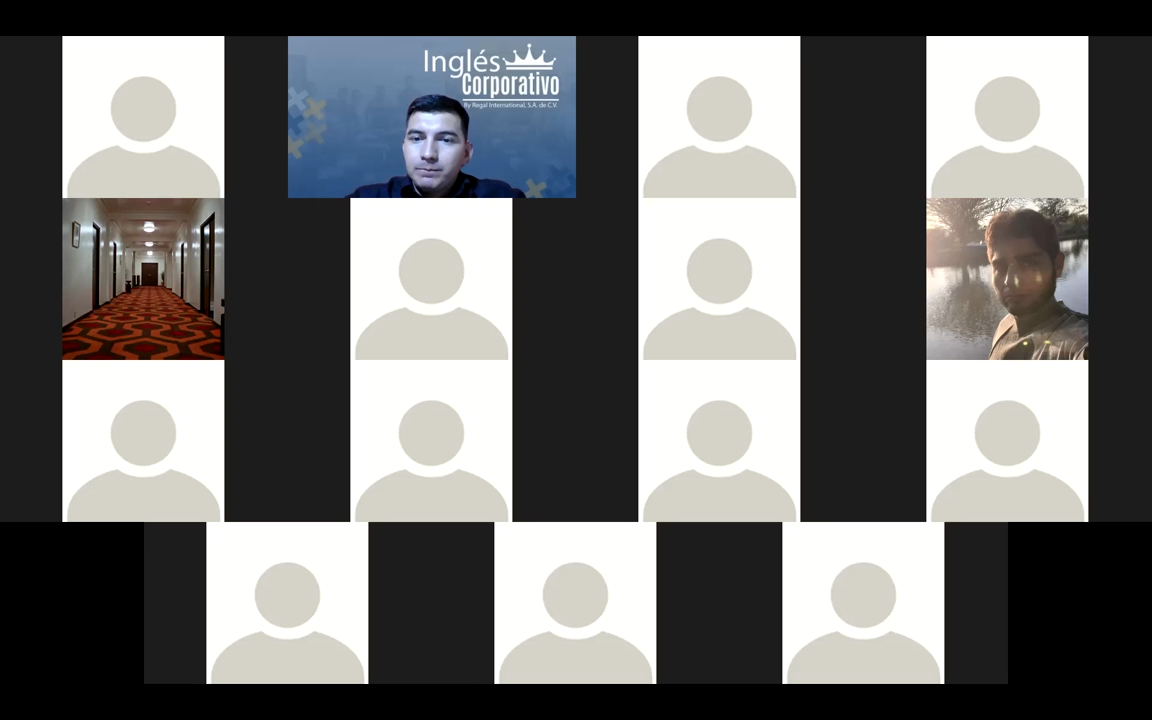 Inglés
Corporativo
By Regal International, S.A. de C.V.